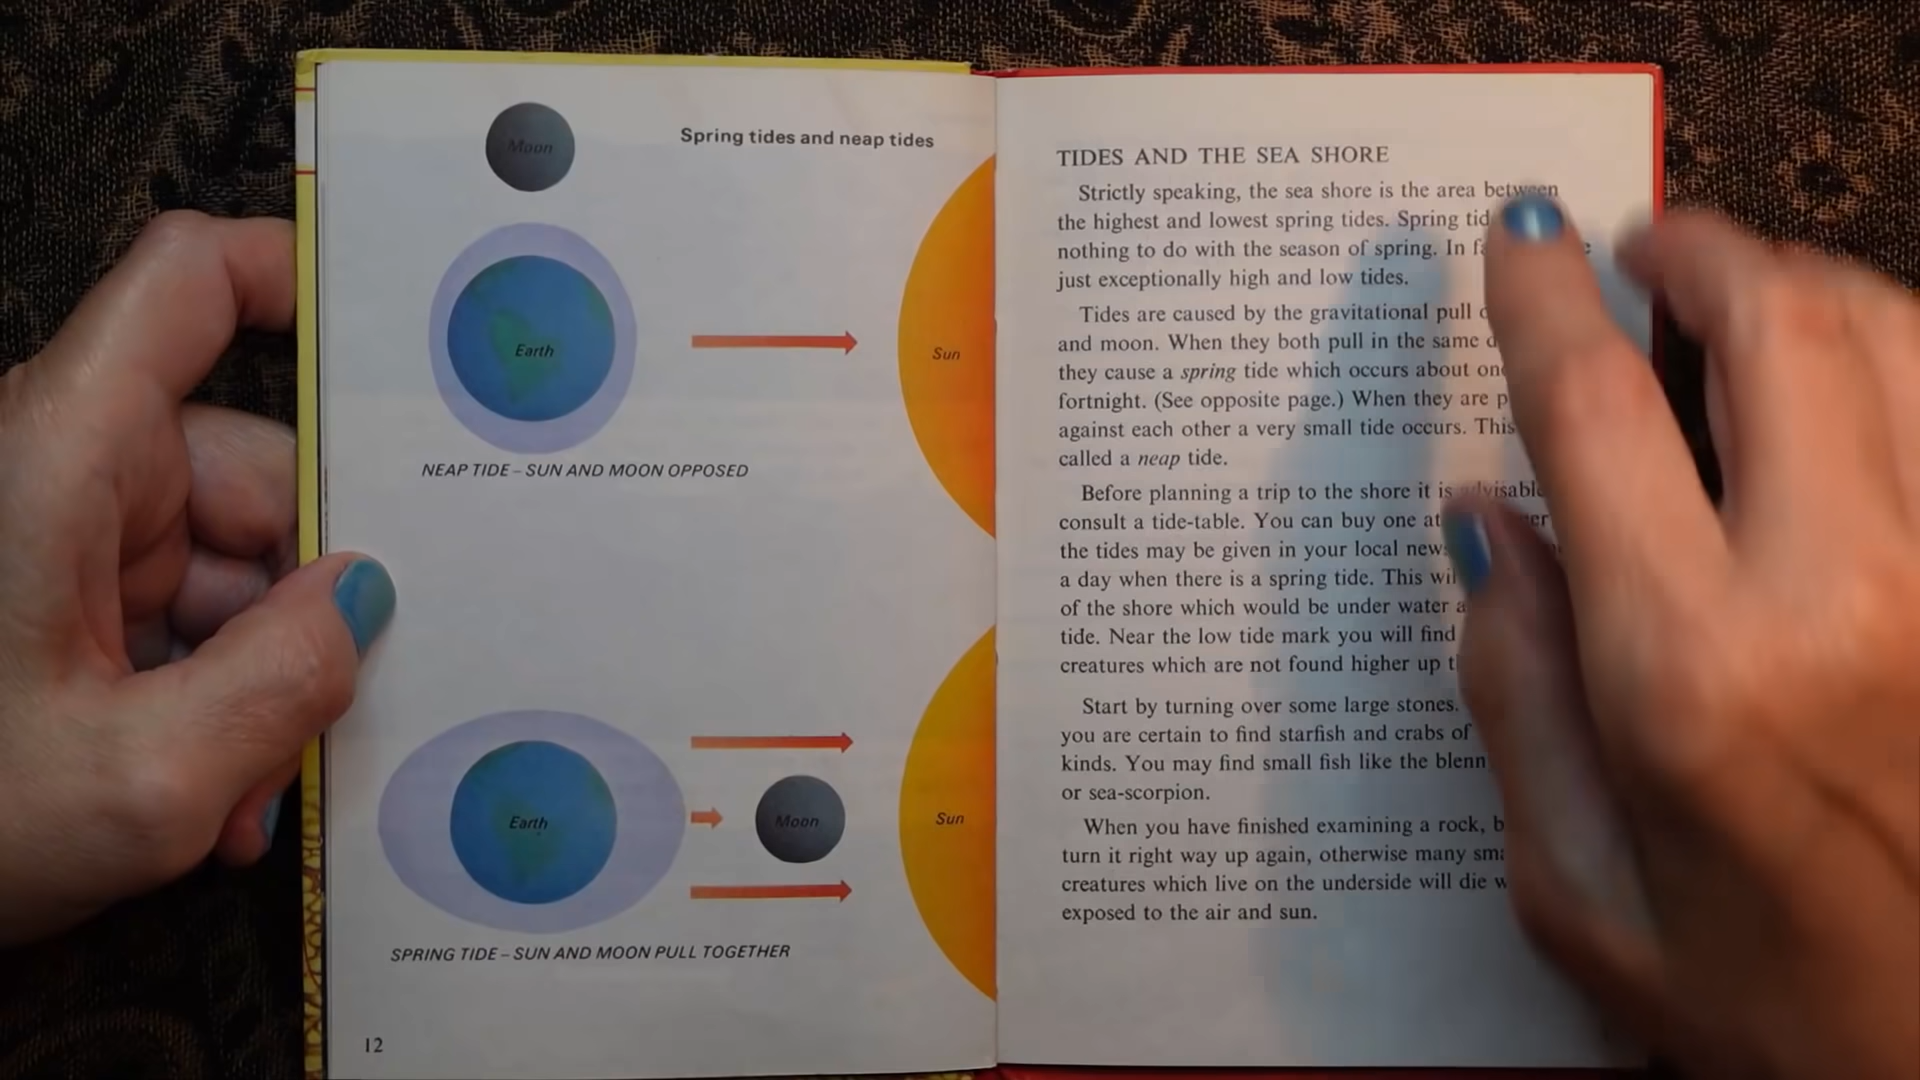 Moon
Spring tides and neap tides
Earth
Sun
NEAP TIDE – SUN AND MOON OPPOSED
Earth
Moon
Sun
SPRING TIDE – SUN AND MOON PULL TOGETHER
12
TIDES AND THE SEA SHORE
Strictly speaking, the sea shore is the area between
the highest and lowest spring tides. Spring
nothing to do with the season of spring. In
just exceptionally high and low tides.
Tides are caused by the gravitational pull
and moon. When they both pull in the same
they cause a spring tide which occurs about
fortnight. (See opposite page.) When they are
against each other a very small tide occurs. This
called a neap tide.
Before planning a trip to the shore it is advisable
consult a tide-table. You can buy one at
the tides may be given in your local
a day when there is a spring tide. This
of the shore which would be under water
tide. Near the low tide mark you will find
creatures which are not found higher up
Start by turning over some large stones.
you are certain to find starfish and crabs of
kinds. You may find small fish like the
or sea-scorpion.
When you have finished examining a rock,
turn it right way up again, otherwise many
creatures which live on the underside will die
exposed to the air and sun.